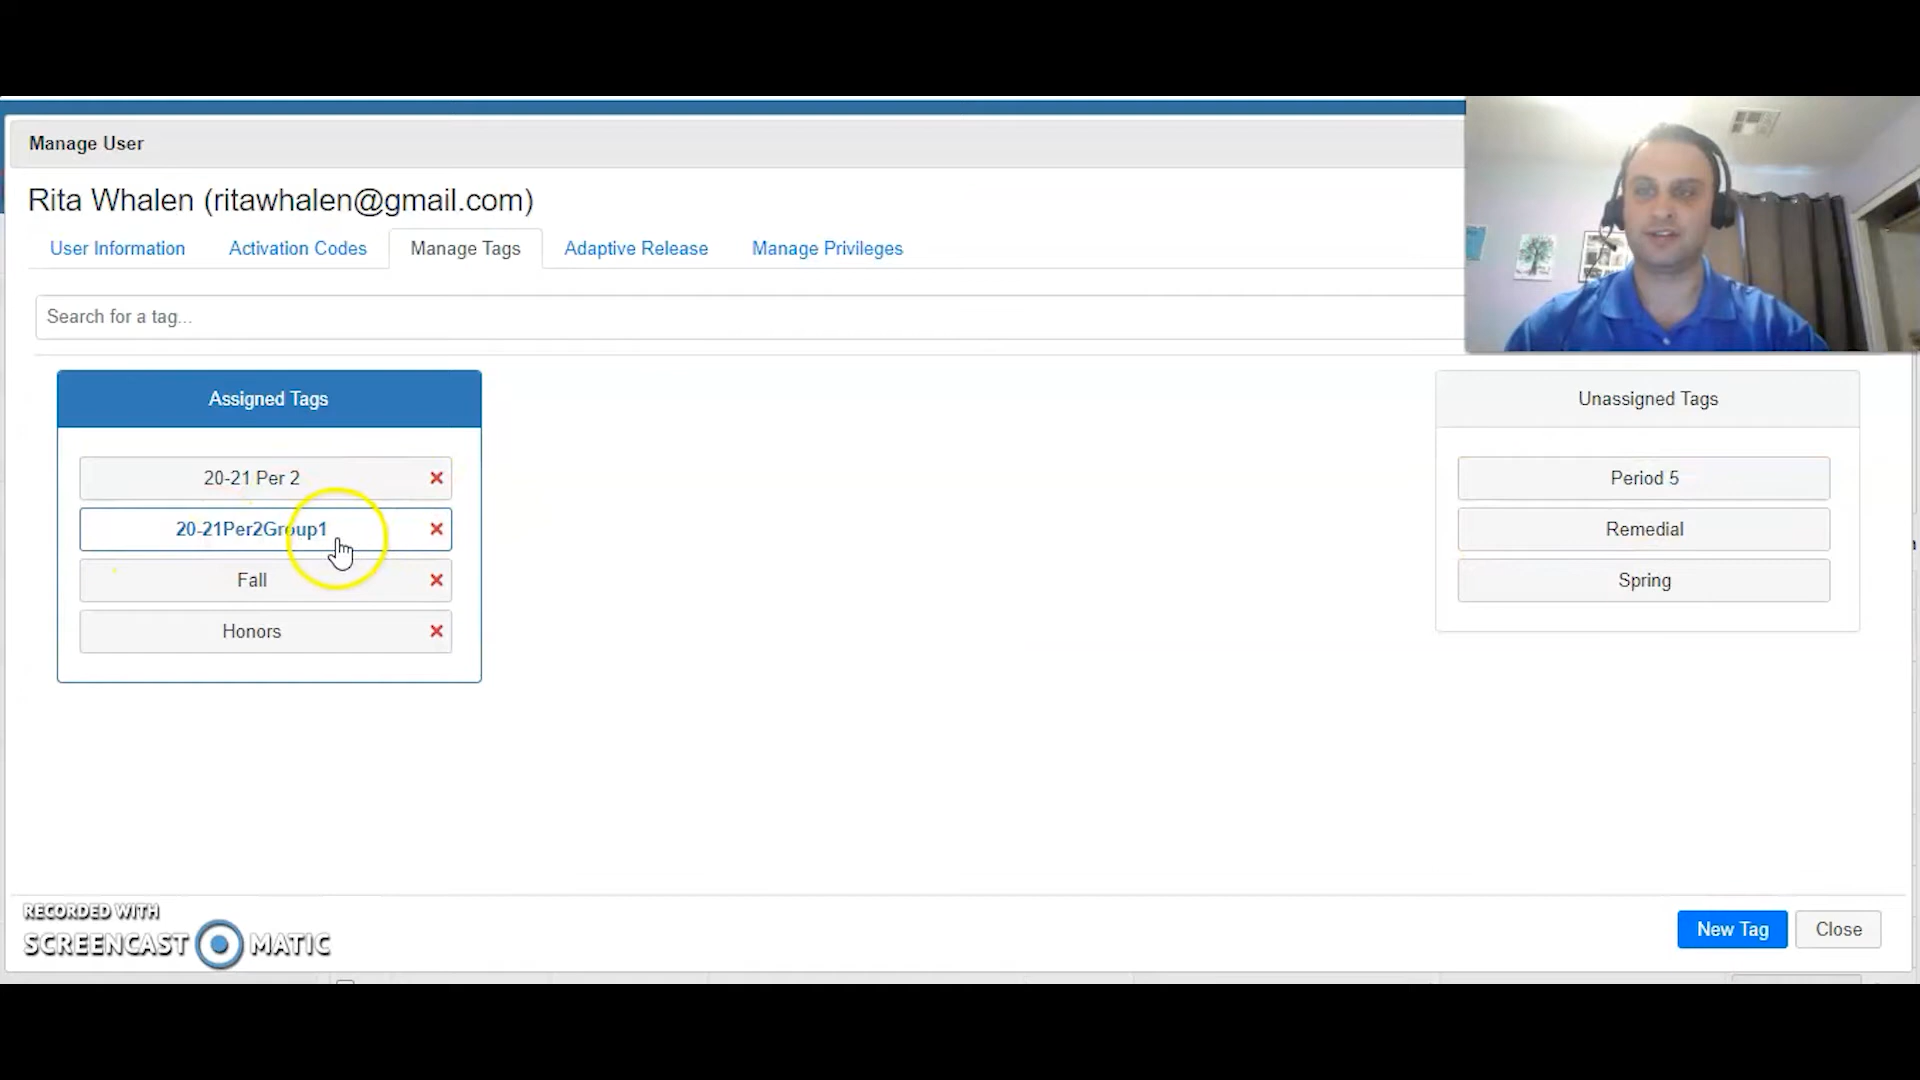 Manage User
Rita Whalen (ritawhalen@gmail.com)
User Information
Activation Codes
Manage Tags
Adaptive Release
Manage Privileges
Search for a tag...
Assigned Tags
20-21 Per 2
20-21Per2Group1
Fall
Honors
Unassigned Tags
Period 5
Remedial
Spring
RECORDED WITH
SCREENCAST MATIC
New Tag
Close